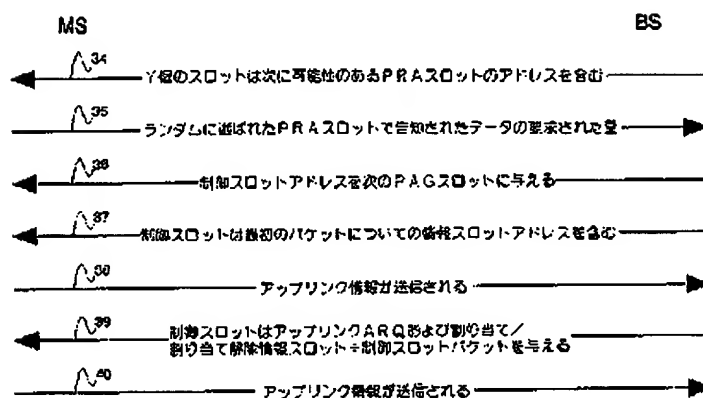 MS
BS
34
Y個のスロットは次に可能性のあるPRAスロットのアドレスを含む
35
ランダムに選ばれたPRAスロットで告知されたデータの要求された量
36
制御スロットアドレスを次のPAGスロットに与える
37
制御スロットは最初のパケットについての情報スロットアドレスを含む
38
アップリンク情報が送信される
39
制御スロットはアップリンクARQおよび割り当て/
割り当て解除情報スロット+制御スロットパケットを与える
40
アップリンク情報が送信される